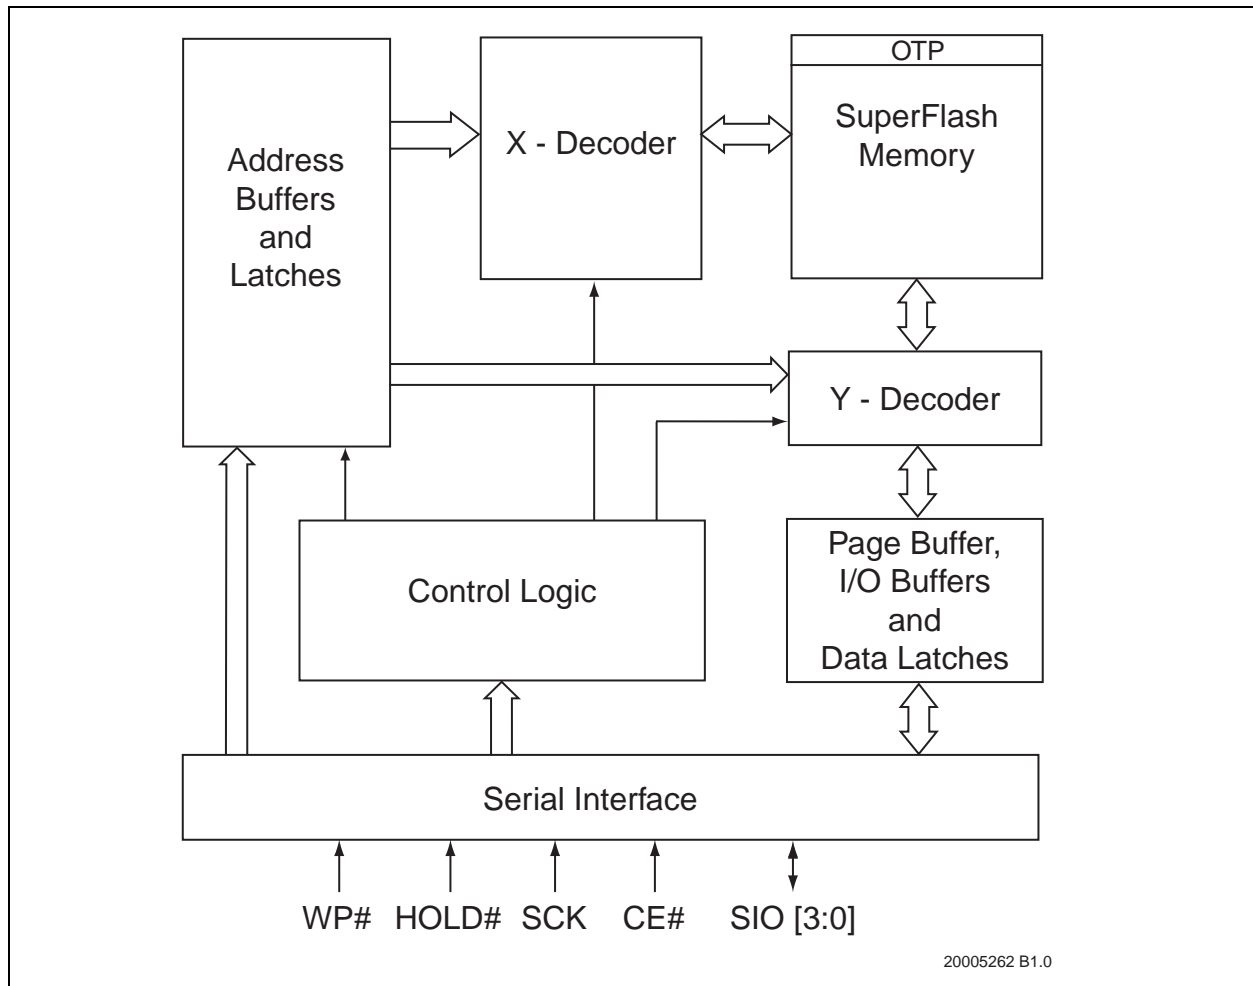 OTP
SuperFlash
Memory
X - Decoder
Address
Buffers
and
Latches
Y - Decoder
Page Buffer,
I/O Buffers
and
Data Latches
Control Logic
Serial Interface
WP# HOLD# SCK CE# SIO [3:0]
20005262 B1.0